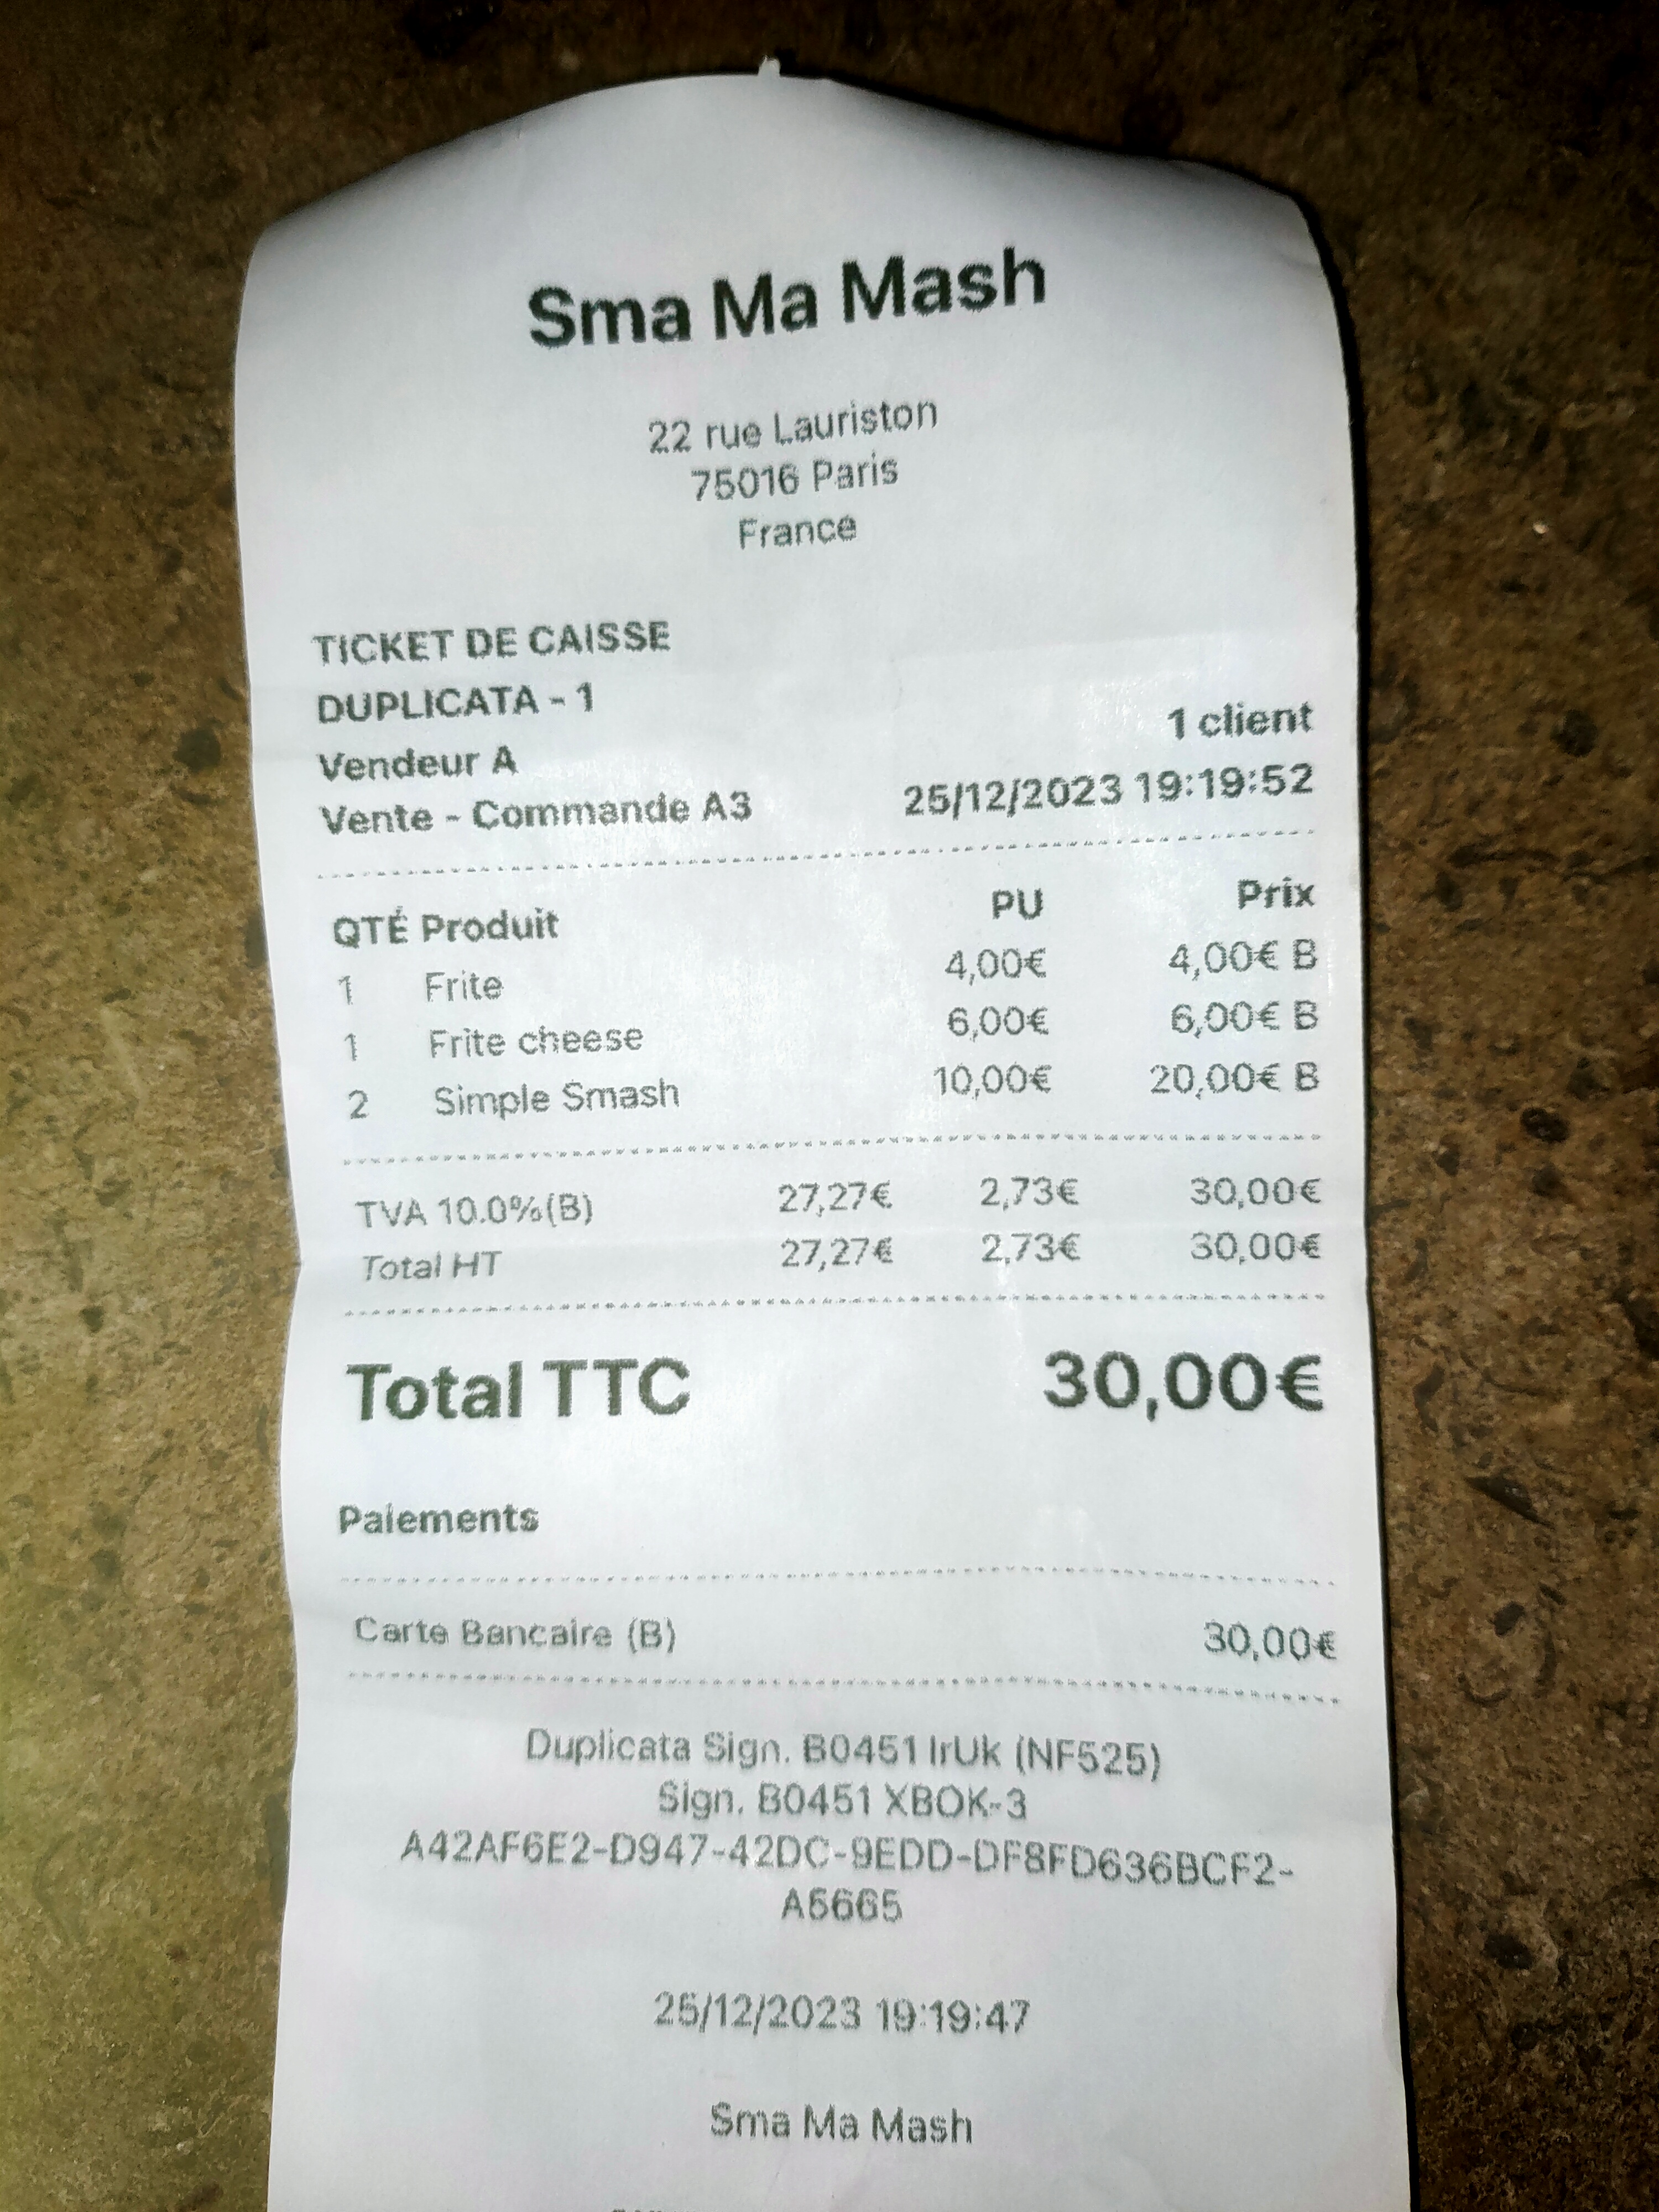 Sma Ma Mash
22 rue Lauriston
75016 Paris
France
TICKET DE CAISSE
DUPLICATA - 1
Vendeur A 1 client
Vente - Commande A3 25/12/2023 19:19:52
QTÉ Produit PU Prix
1 Frite 4,00€ 4,00€ B
1 Frite cheese 6,00€ 6,00€ B
2 Simple Smash 10,00€ 20,00€ B
TVA 10.0%(B) 27,27€ 2,73€ 30,00€
Total HT 27,27€ 2,73€ 30,00€
Total TTC 30,00€
Paiements
Carte Bancaire (B) 30,00€
Duplicata Sign. B0451 IrUk (NF525)
Sign. B0451 XBOK-3
A42AF6E2-D947-42DC-9EDD-DF8FD636BCF2-
25/12/2023 19:19:47
Sma Ma Mash